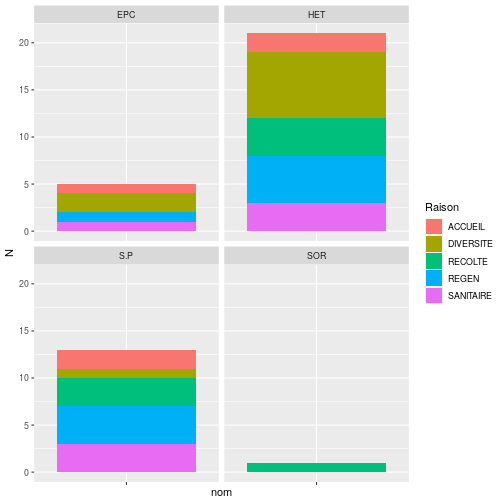 EPC
HET
20
15
10
5
0
S.P
SOR
20
15
10
5
0
N
nom
Raison
ACCUEIL
DIVERSITE
RECOLTE
REGEN
SANITAIRE